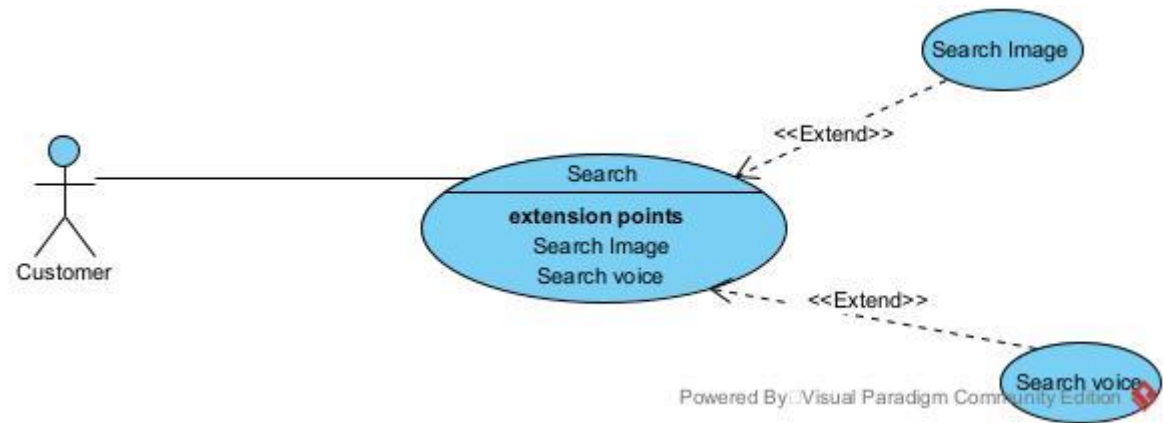 Search Image
<<Extend>>
Search
extension points
Search Image
Search voice
Customer
<<Extend>>
Search voice
Powered By Visual Paradigm Community Edition